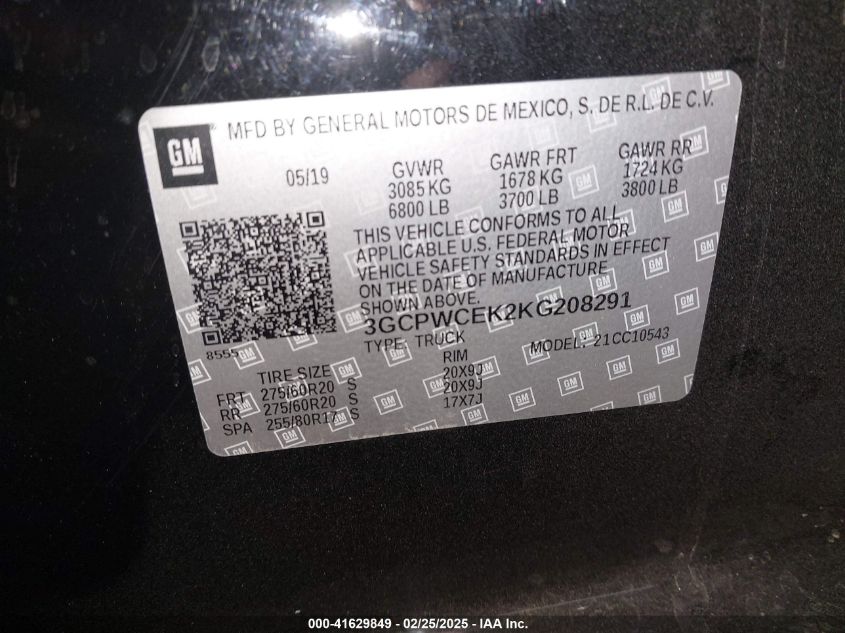 GM
MFD BY GENERAL MOTORS DE MEXICO, S. DE R.L. DE C.V.
05/19
GVWR
3085 KG
6800 LB
GAWR FRT
1678 KG
3700 LB
GAWR RR
1724 KG
3800 LB
THIS VEHICLE CONFORMS TO ALL
APPLICABLE U.S. FEDERAL MOTOR
VEHICLE SAFETY STANDARDS IN EFFECT
ON THE DATE OF MANUFACTURE
SHOWN ABOVE.
3GCPWCEK2KG208291
TYPE: TRUCK MODEL: 21CC10543
8555
TIRE SIZE RIM
FRT 275/60R20 S 20X9J
RR 275/60R20 S 20X9J
SPA 255/80R17 S 17X7J
000-41629849 - 02/25/2025 - IAA Inc.